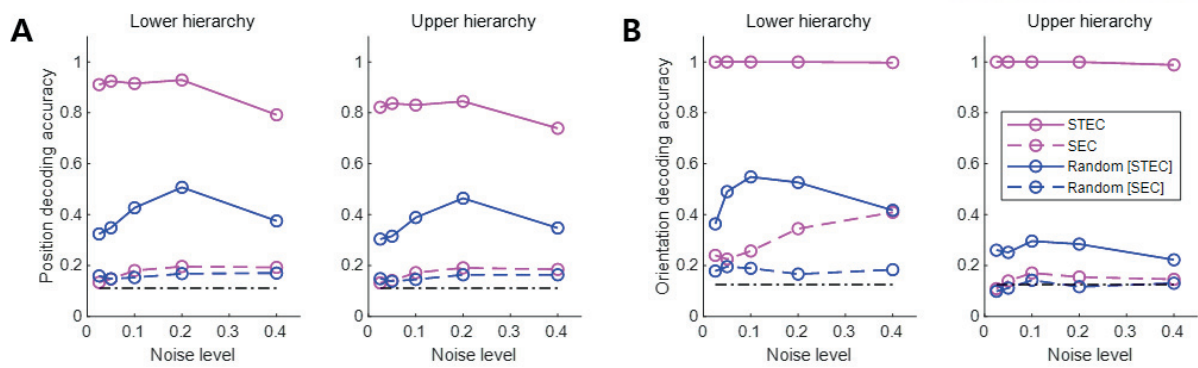 A
Lower hierarchy
Position decoding accuracy
1
0.8
0.6
0.4
0.2
0
0 0.1 0.2 0.3 0.4
Noise level
Upper hierarchy
1
0.8
0.6
0.4
0.2
0
0 0.1 0.2 0.3 0.4
Noise level
B
Lower hierarchy
Orientation decoding accuracy
1
0.8
0.6
0.4
0.2
0
0 0.1 0.2 0.3 0.4
Noise level
Upper hierarchy
1
0.8
0.6
0.4
0.2
0
0 0.1 0.2 0.3 0.4
Noise level
STEC
SEC
Random [STEC]
Random [SEC]